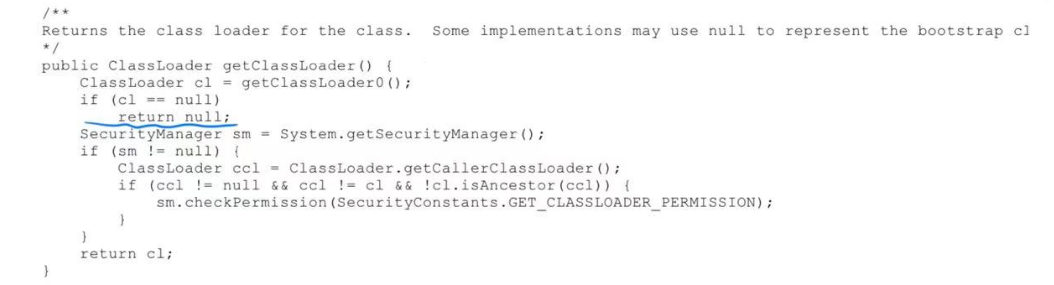 /**
Returns the class loader for the class.  Some implementations may use null to represent the bootstrap cl
*/
public ClassLoader getClassLoader() {
    ClassLoader cl = getClassLoader0();
    if (cl == null)
        return null;
    SecurityManager sm = System.getSecurityManager();
    if (sm != null) {
        ClassLoader ccl = ClassLoader.getCallerClassLoader();
        if (ccl != null && ccl != cl && !cl.isAncestor(ccl)) {
            sm.checkPermission(SecurityConstants.GET_CLASSLOADER_PERMISSION);
        }
    }
    return cl;
}